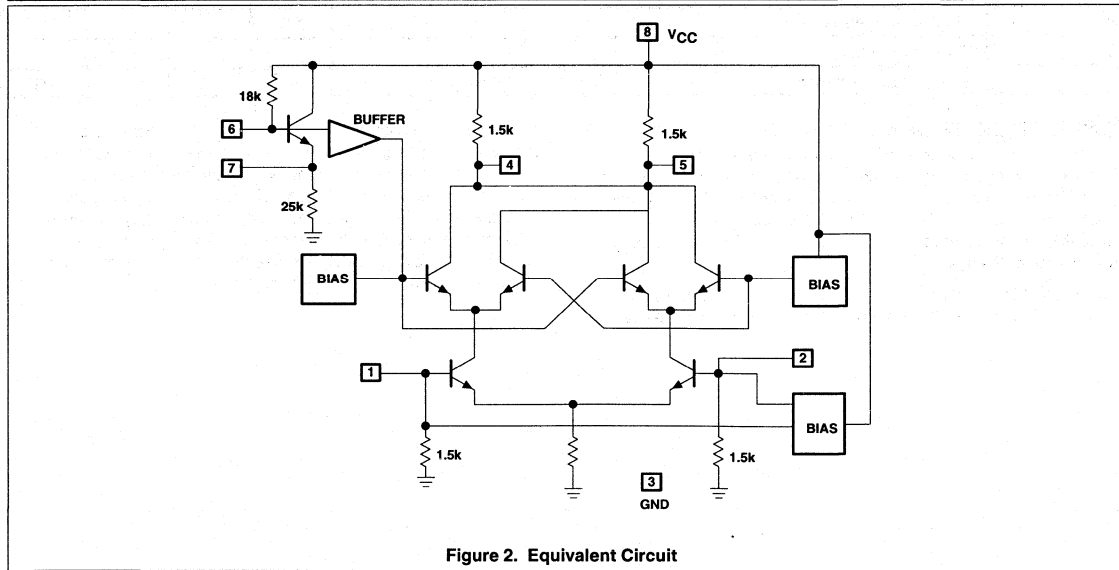 8 VCC
18k
BUFFER
1.5k
1.5k
6
7
4
5
25k
BIAS
BIAS
1
2
BIAS
1.5k
1.5k
3
GND
Figure 2. Equivalent Circuit